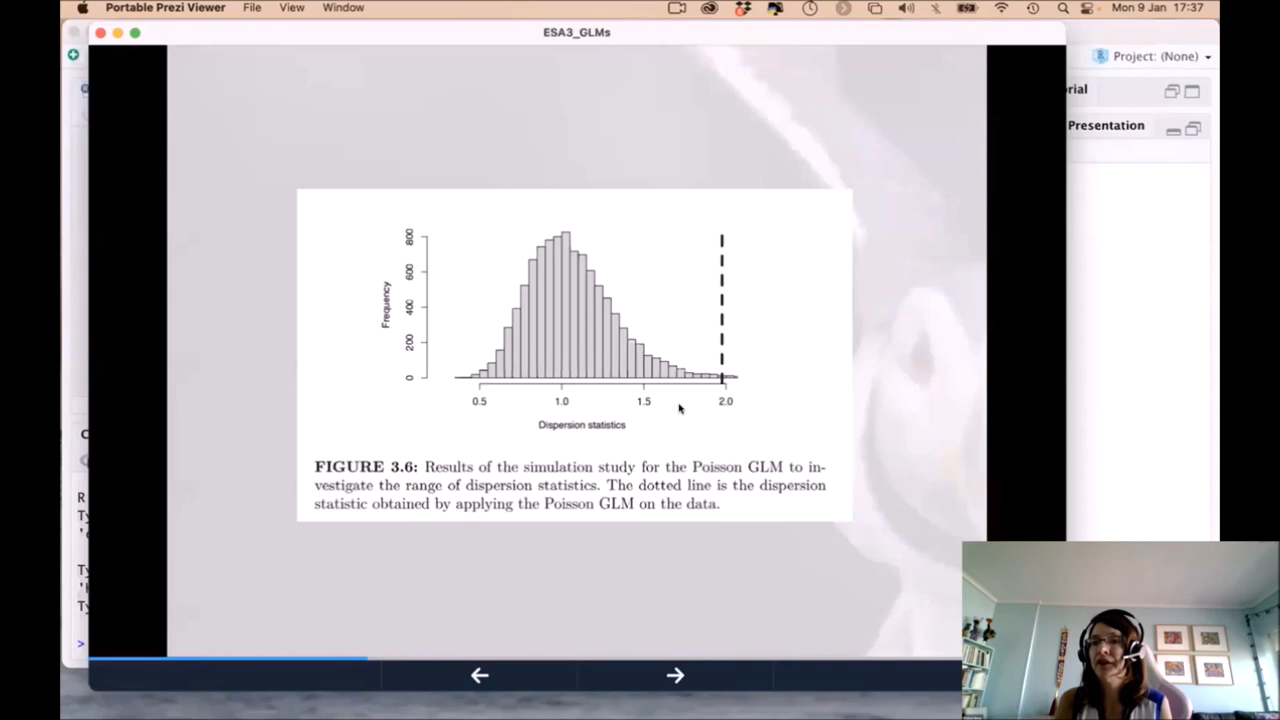 Portable Prezi Viewer File View Window Mon 9 Jan 17:37
ESA3_GLMs
Project: (None)
rial
Presentation
800
600
400
200
0
Frequency
0.5 1.0 1.5 2.0
Dispersion statistics
FIGURE 3.6: Results of the simulation study for the Poisson GLM to in-
vestigate the range of dispersion statistics. The dotted line is the dispersion
statistic obtained by applying the Poisson GLM on the data.
R
Ty
Ty
Ty
>